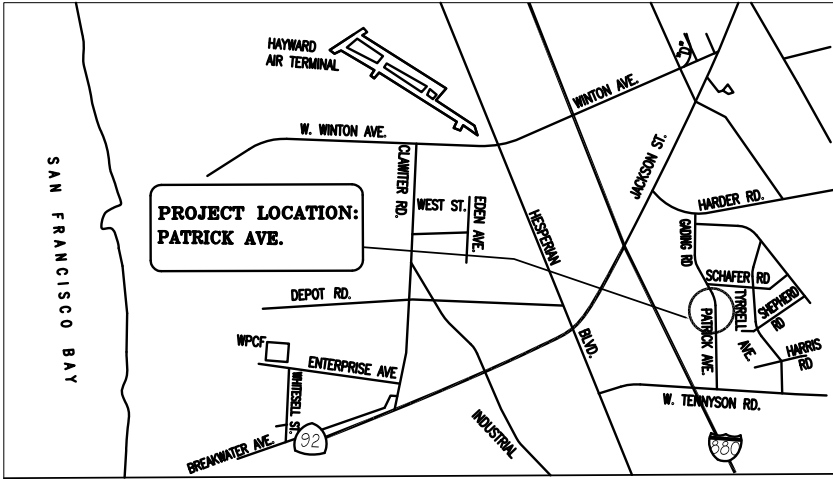 HAYWARD
AIR TERMINAL
"D"
WINTON AVE.
W. WINTON AVE.
CLAWITER RD.
JACKSON ST.
SAN FRANCISCO BAY
WEST ST.
EDEN AVE.
HESPERIAN
BLVD.
HARDER RD.
GADING RD
PROJECT LOCATION:
PATRICK AVE.
SCHAFER RD
TYRRELL
AVE.
SHEPHERD
RD
DEPOT RD.
PATRICK AVE.
HARRIS
RD
WPCF
ENTERPRISE AVE
WHITESELL ST.
W. TENNYSON RD.
INDUSTRIAL
BREAKWATER AVE.
92
880